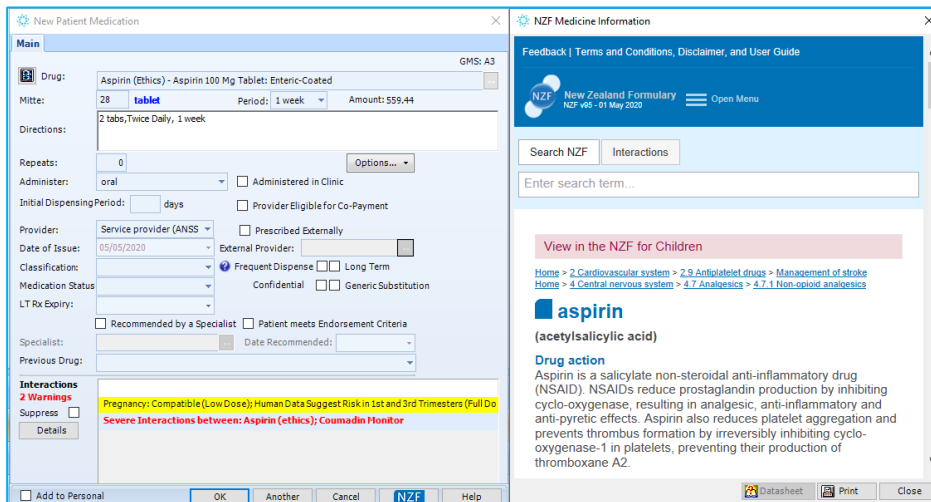 New Patient Medication
Main
GMS: A3
Drug: Aspirin (Ethics) - Aspirin 100 Mg Tablet: Enteric-Coated ...
Mitte: 28 tablet Period: 1 week Amount: 559.44
Directions: 2 tabs,Twice Daily, 1 week
Repeats: 0 Options...
Administer: oral Administered in Clinic
Initial Dispensing Period: days Provider Eligible for Co-Payment
Provider: Service provider (ANSS Prescribed Externally
Date of Issue: 05/05/2020 External Provider: ...
Classification: Frequent Dispense Long Term
Medication Status Confidential Generic Substitution
LT Rx Expiry:
Recommended by a Specialist Patient meets Endorsement Criteria
Specialist: ... Date Recommended:
Previous Drug:
Interactions
2 Warnings
Suppress
Details
Pregnancy: Compatible (Low Dose); Human Data Suggest Risk in 1st and 3rd Trimesters (Full Do
Severe Interactions between: Aspirin (ethics); Coumadin Monitor
Add to Personal OK Another Cancel NZF Help
NZF Medicine Information
Feedback | Terms and Conditions, Disclaimer, and User Guide
NZF New Zealand Formulary
NZF v95 - 01 May 2020
Open Menu
Search NZF Interactions
Enter search term...
View in the NZF for Children
Home > 2 Cardiovascular system > 2.9 Antiplatelet drugs > Management of stroke
Home > 4 Central nervous system > 4.7 Analgesics > 4.7.1 Non-opioid analgesics
aspirin
(acetylsalicylic acid)
Drug action
Aspirin is a salicylate non-steroidal anti-inflammatory drug
(NSAID). NSAIDs reduce prostaglandin production by inhibiting
cyclo-oxygenase, resulting in analgesic, anti-inflammatory and
anti-pyretic effects. Aspirin also reduces platelet aggregation and
prevents thrombus formation by irreversibly inhibiting cyclo-
oxygenase-1 in platelets, preventing their production of
thromboxane A2.
Datasheet Print Close